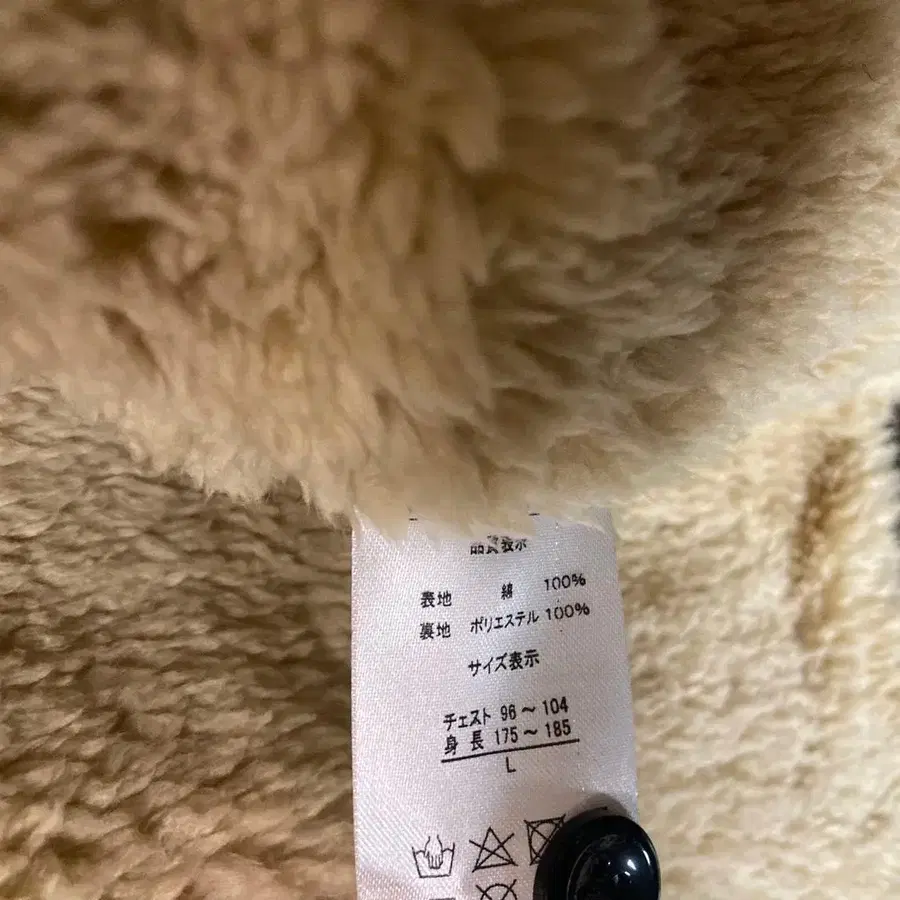 品質表示
表地 綿 100%
裏地 ポリエステル 100%
サイズ表示
チェスト 96～104
身長 175～185
L